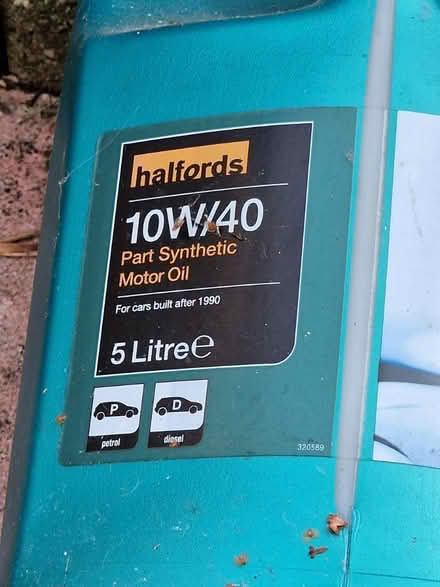 halfords
10W/40
Part Synthetic
Motor Oil
For cars built after 1990
5 Litre℮
P
petrol
D
diesel
320589